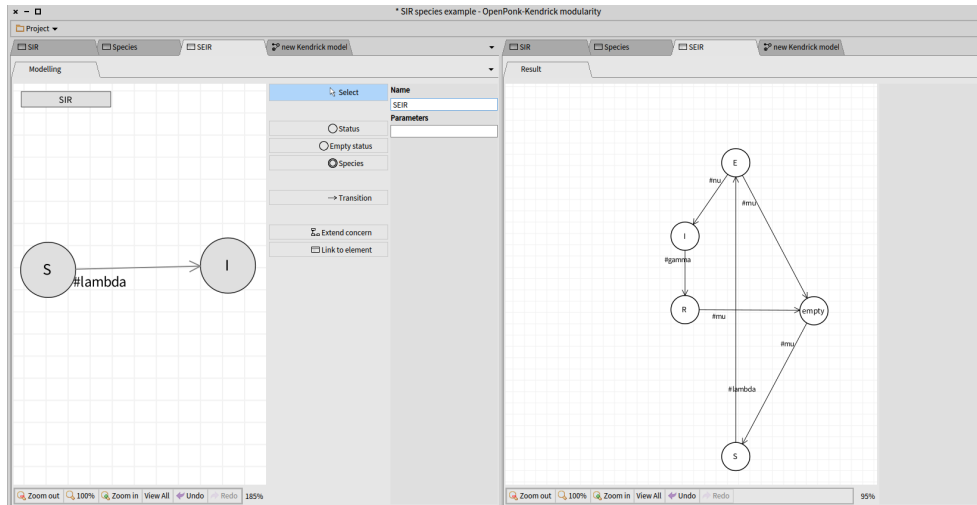 * SIR species example - OpenPonk-Kendrick modularity
Project
SIR Species SEIR new Kendrick model
Modelling
SIR
S
#lambda
I
Select
Status
Empty status
Species
Transition
Extend concern
Link to element
Name
SEIR
Parameters
Zoom out 100% Zoom in View All Undo Redo 185%
SIR Species SEIR new Kendrick model
Result
E
#nu
#mu
I
#gamma
R
#mu
empty
#mu
#lambda
S
Zoom out 100% Zoom in View All Undo Redo 95%